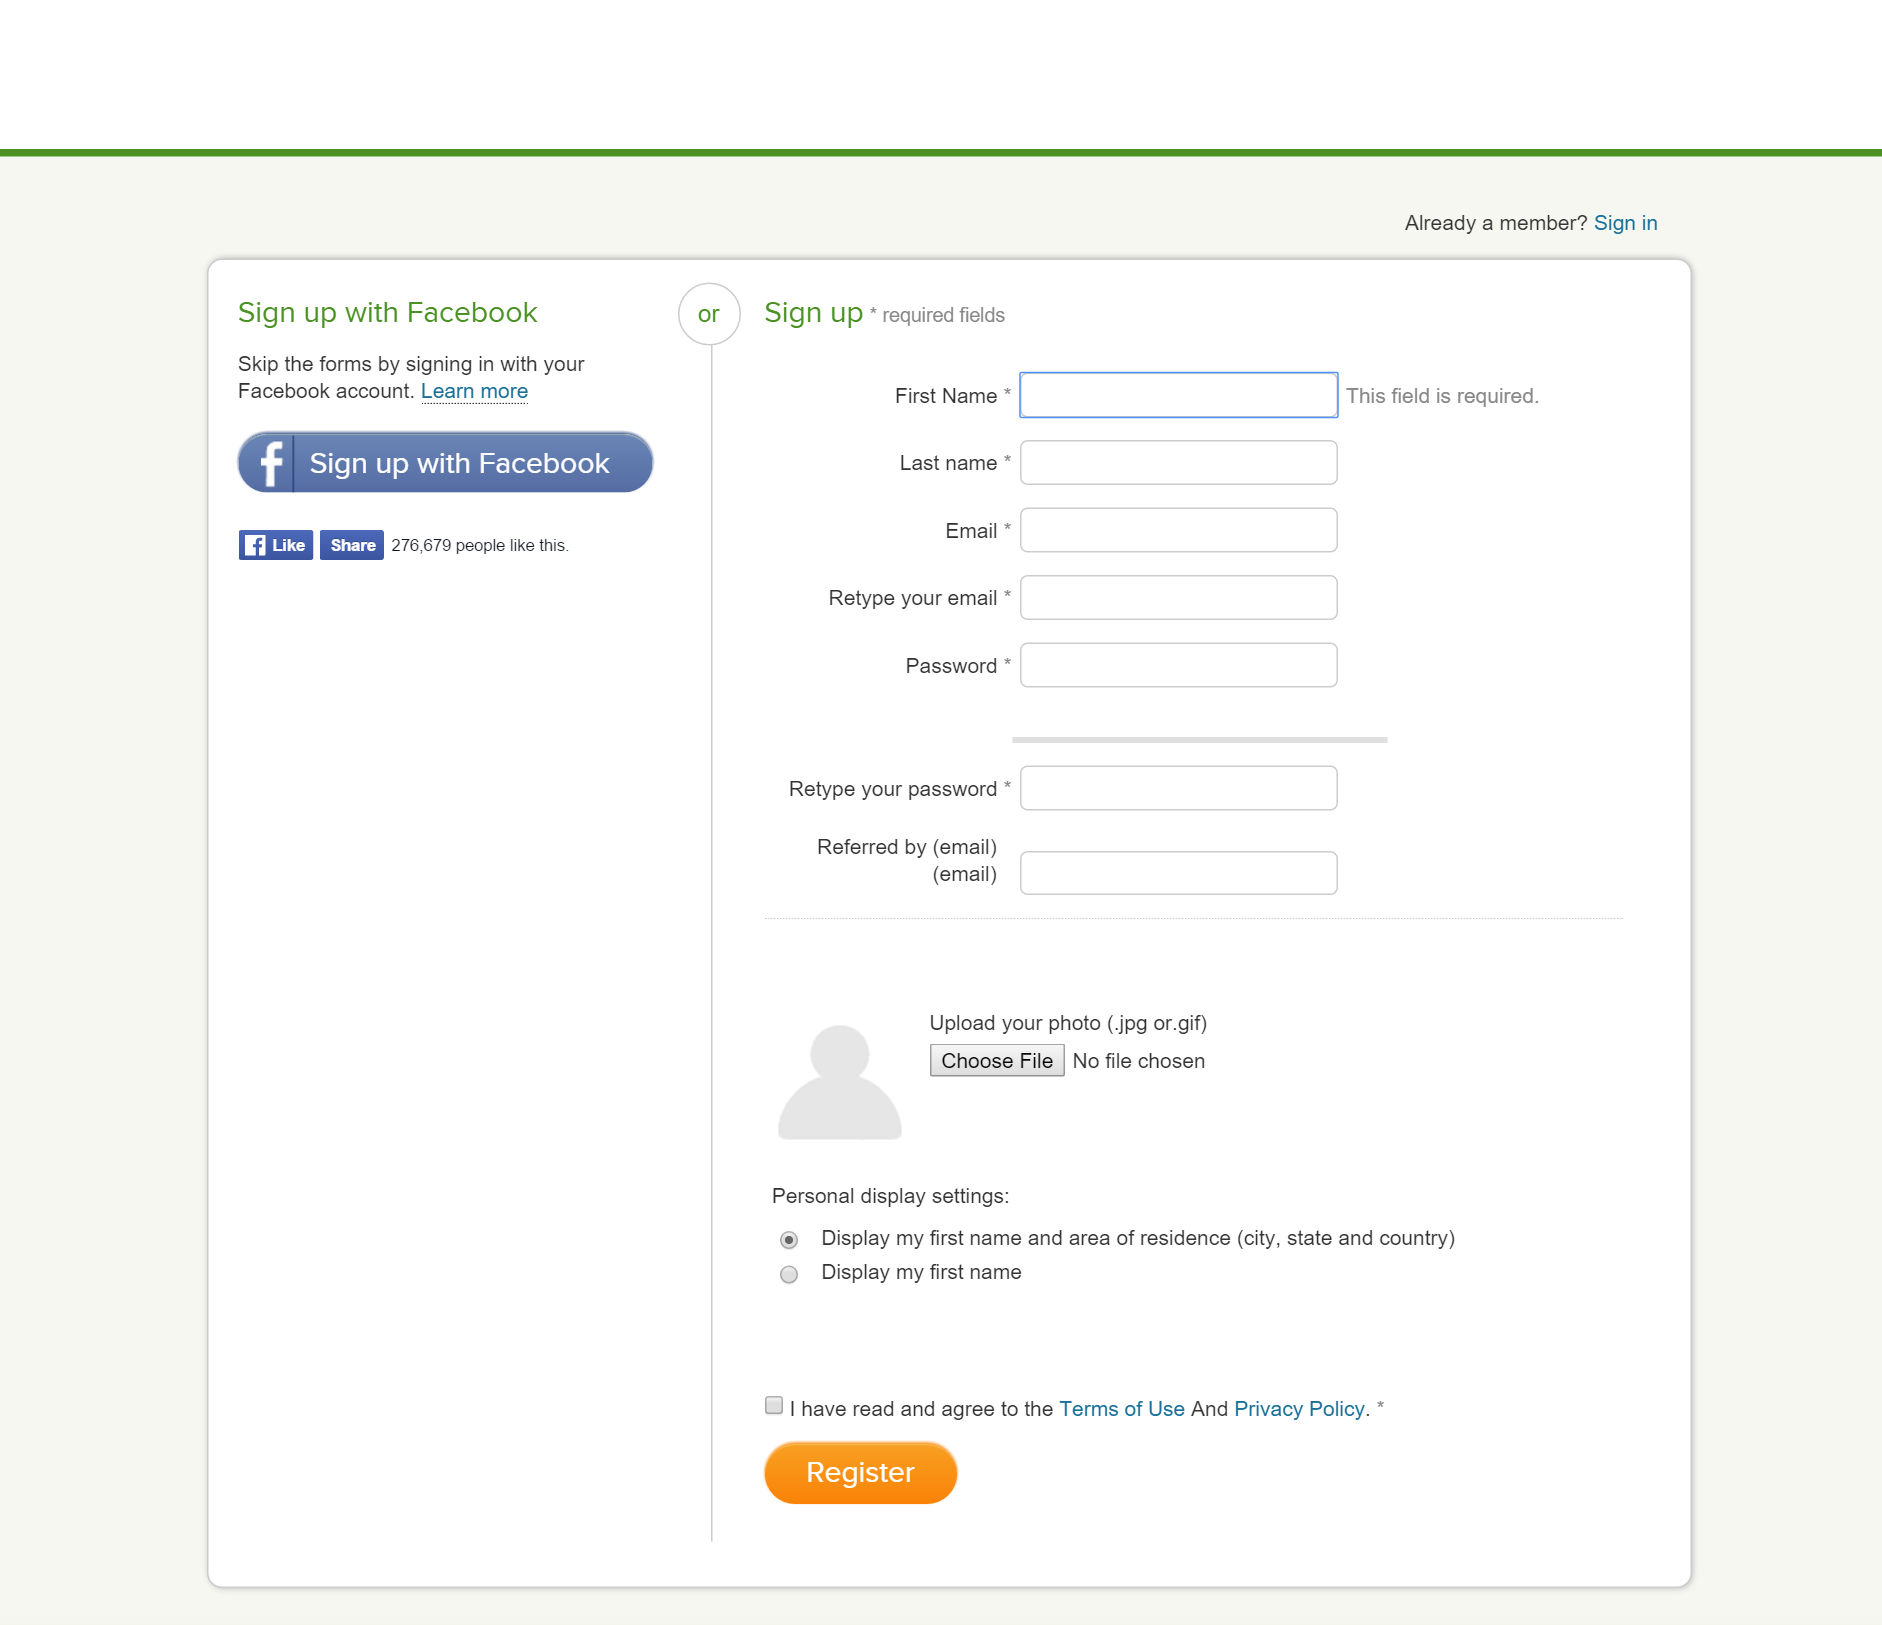 Already a member? Sign in
Sign up with Facebook
Skip the forms by signing in with your
Facebook account. Learn more
f Sign up with Facebook
f Like Share 276,679 people like this.
or
Sign up * required fields
First Name * This field is required.
Last name *
Email *
Retype your email *
Password *
Retype your password *
Referred by (email)
(email)
Upload your photo (.jpg or.gif)
Choose File No file chosen
Personal display settings:
Display my first name and area of residence (city, state and country)
Display my first name
I have read and agree to the Terms of Use And Privacy Policy. *
Register